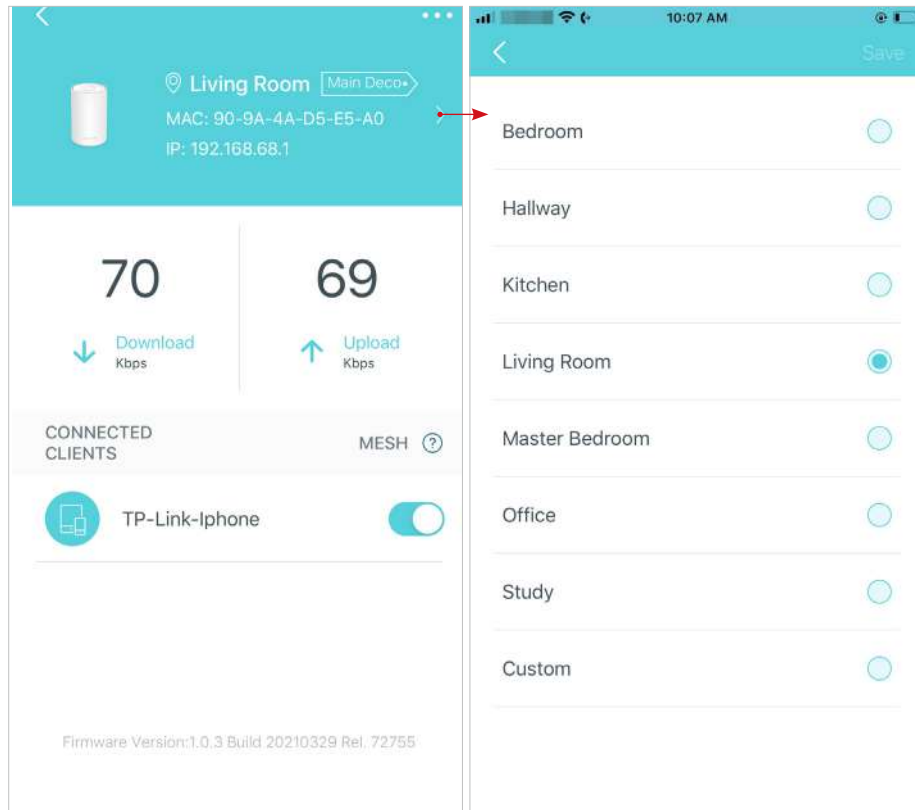 Living Room Main Deco
MAC: 90-9A-4A-D5-E5-A0
IP: 192.168.68.1
70
69
Download
Kbps
Upload
Kbps
CONNECTED
CLIENTS
MESH ?
TP-Link-Iphone
Firmware Version:1.0.3 Build 20210329 Rel. 72755
10:07 AM
Save
Bedroom
Hallway
Kitchen
Living Room
Master Bedroom
Office
Study
Custom